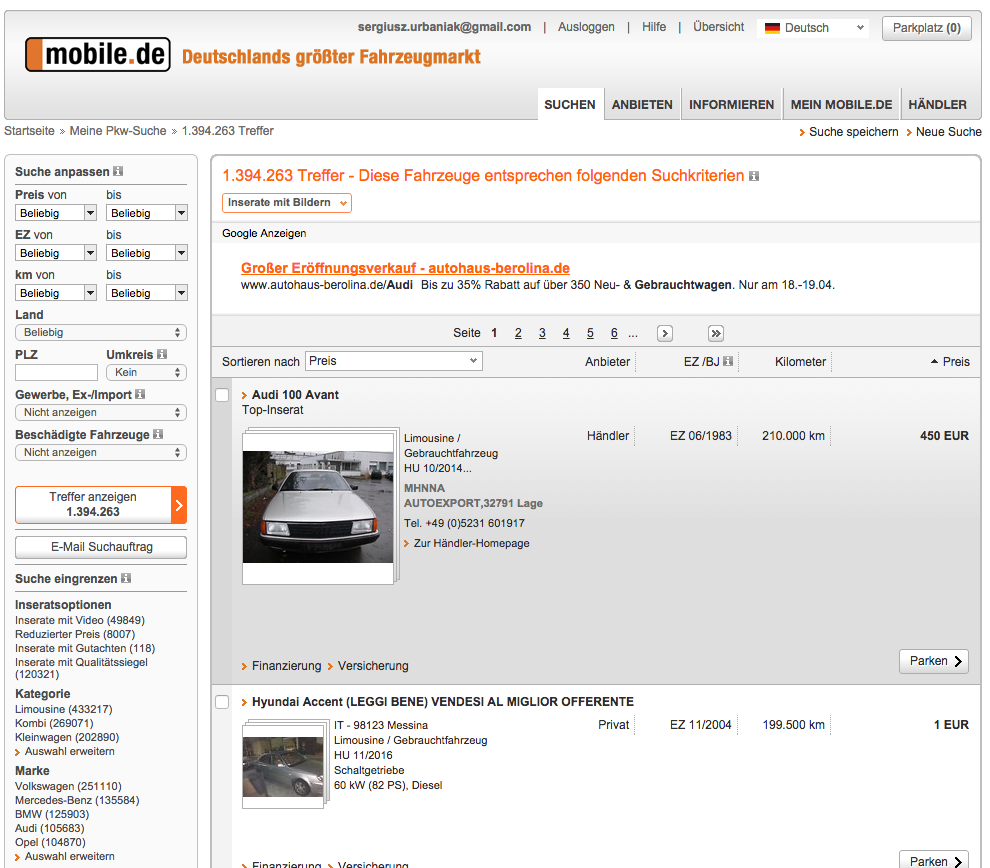 sergiusz.urbaniak@gmail.com | Ausloggen | Hilfe | Übersicht Deutsch Parkplatz (0)
mobile.de Deutschlands größter Fahrzeugmarkt
SUCHEN ANBIETEN INFORMIEREN MEIN MOBILE.DE HÄNDLER
Startseite » Meine Pkw-Suche » 1.394.263 Treffer
Suche speichern Neue Suche
Suche anpassen
Preis von bis
Beliebig Beliebig
EZ von bis
Beliebig Beliebig
km von bis
Beliebig Beliebig
Land
Beliebig
PLZ Umkreis
Kein
Gewerbe, Ex-/Import
Nicht anzeigen
Beschädigte Fahrzeuge
Nicht anzeigen
Treffer anzeigen
1.394.263
E-Mail Suchauftrag
Suche eingrenzen
Inseratsoptionen
Inserate mit Video (49849)
Reduzierter Preis (8007)
Inserate mit Gutachten (118)
Inserate mit Qualitätssiegel
(120321)
Kategorie
Limousine (433217)
Kombi (269071)
Kleinwagen (202890)
Auswahl erweitern
Marke
Volkswagen (251110)
Mercedes-Benz (135584)
BMW (125903)
Audi (105683)
Opel (104870)
Auswahl erweitern
1.394.263 Treffer - Diese Fahrzeuge entsprechen folgenden Suchkriterien
Inserate mit Bildern
Google Anzeigen
Großer Eröffnungsverkauf - autohaus-berolina.de
www.autohaus-berolina.de/Audi Bis zu 35% Rabatt auf über 350 Neu- & Gebrauchtwagen. Nur am 18.-19.04.
Seite 1 2 3 4 5 6 ... > »
Sortieren nach Preis Anbieter EZ /BJ Kilometer Preis
Audi 100 Avant
Top-Inserat
Limousine / Händler EZ 06/1983 210.000 km 450 EUR
Gebrauchtfahrzeug
HU 10/2014...
MHNNA
AUTOEXPORT,32791 Lage
Tel. +49 (0)5231 601917
Zur Händler-Homepage
Finanzierung Versicherung Parken
Hyundai Accent (LEGGI BENE) VENDESI AL MIGLIOR OFFERENTE
IT - 98123 Messina Privat EZ 11/2004 199.500 km 1 EUR
Limousine / Gebrauchtfahrzeug
HU 11/2016
Schaltgetriebe
60 kW (82 PS), Diesel
Finanzierung Versicherung Parken